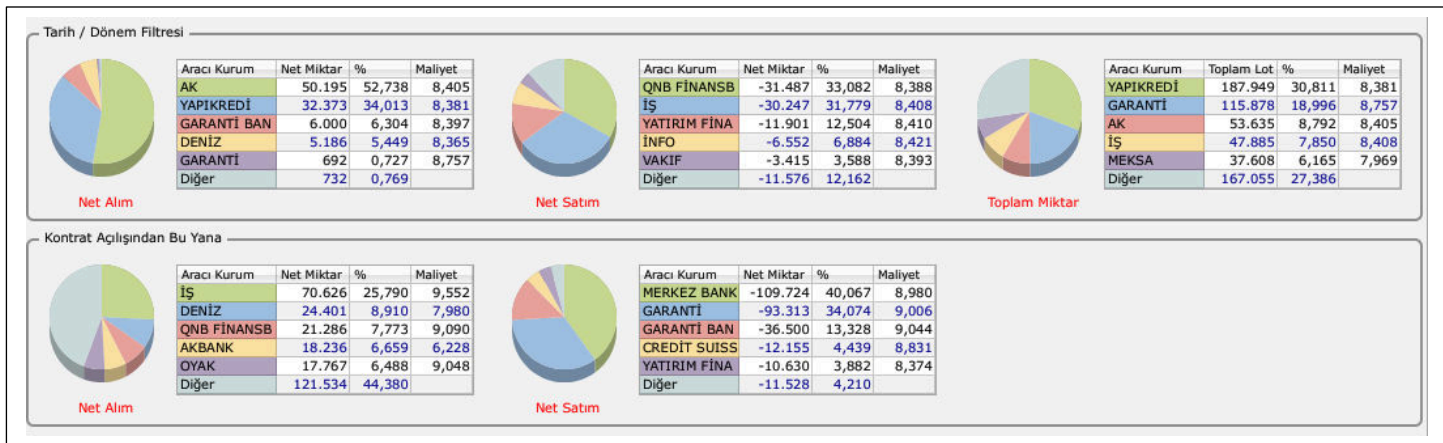 Tarih / Dönem Filtresi
Aracı Kurum Net Miktar % Maliyet
AK 50.195 52,738 8,405
YAPIKREDİ 32.373 34,013 8,381
GARANTİ BAN 6.000 6,304 8,397
DENİZ 5.186 5,449 8,365
GARANTİ 692 0,727 8,757
Diğer 732 0,769
Net Alım
Aracı Kurum Net Miktar % Maliyet
QNB FİNANSB -31.487 33,082 8,388
İŞ -30.247 31,779 8,408
YATIRIM FİNA -11.901 12,504 8,410
İNFO -6.552 6,884 8,421
VAKIF -3.415 3,588 8,393
Diğer -11.576 12,162
Net Satım
Aracı Kurum Toplam Lot % Maliyet
YAPIKREDİ 187.949 30,811 8,381
GARANTİ 115.878 18,996 8,757
AK 53.635 8,792 8,405
İŞ 47.885 7,850 8,408
MEKSA 37.608 6,165 7,969
Diğer 167.055 27,386
Toplam Miktar
Kontrat Açılışından Bu Yana
Aracı Kurum Net Miktar % Maliyet
İŞ 70.626 25,790 9,552
DENİZ 24.401 8,910 7,980
QNB FİNANSB 21.286 7,773 9,090
AKBANK 18.236 6,659 6,228
OYAK 17.767 6,488 9,048
Diğer 121.534 44,380
Net Alım
Aracı Kurum Net Miktar % Maliyet
MERKEZ BANK -109.724 40,067 8,980
GARANTİ -93.313 34,074 9,006
GARANTİ BAN -36.500 13,328 9,044
CREDİT SUISS -12.155 4,439 8,831
YATIRIM FİNA -10.630 3,882 8,374
Diğer -11.528 4,210
Net Satım